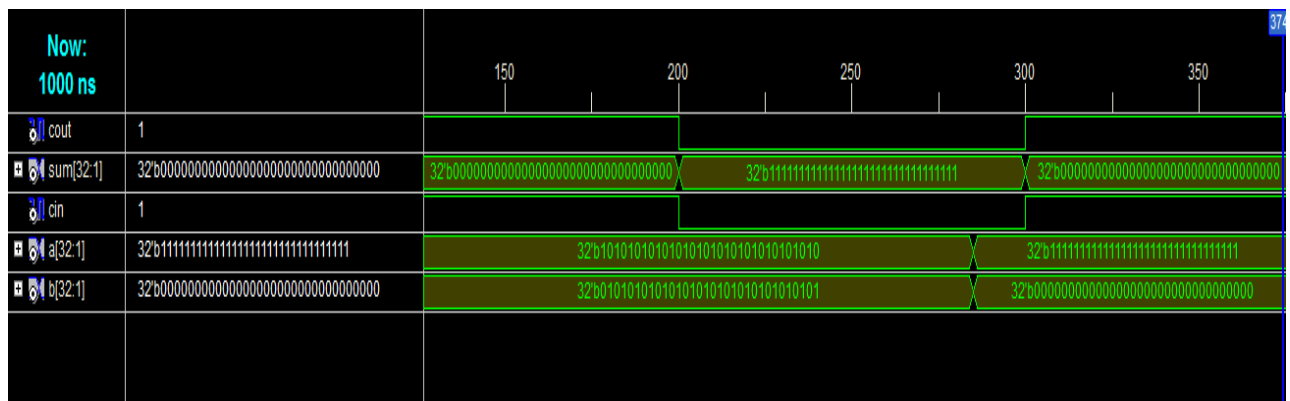 Now:
1000 ns
150 200 250 300 350
374
cout 1
sum[32:1] 32'b00000000000000000000000000000000 32'b00000000000000000000000000000000 32'b11111111111111111111111111111111 32'b00000000000000000000000000000000
cin 1
a[32:1] 32'b11111111111111111111111111111111 32'b10101010101010101010101010101010 32'b11111111111111111111111111111111
b[32:1] 32'b00000000000000000000000000000000 32'b01010101010101010101010101010101 32'b00000000000000000000000000000000